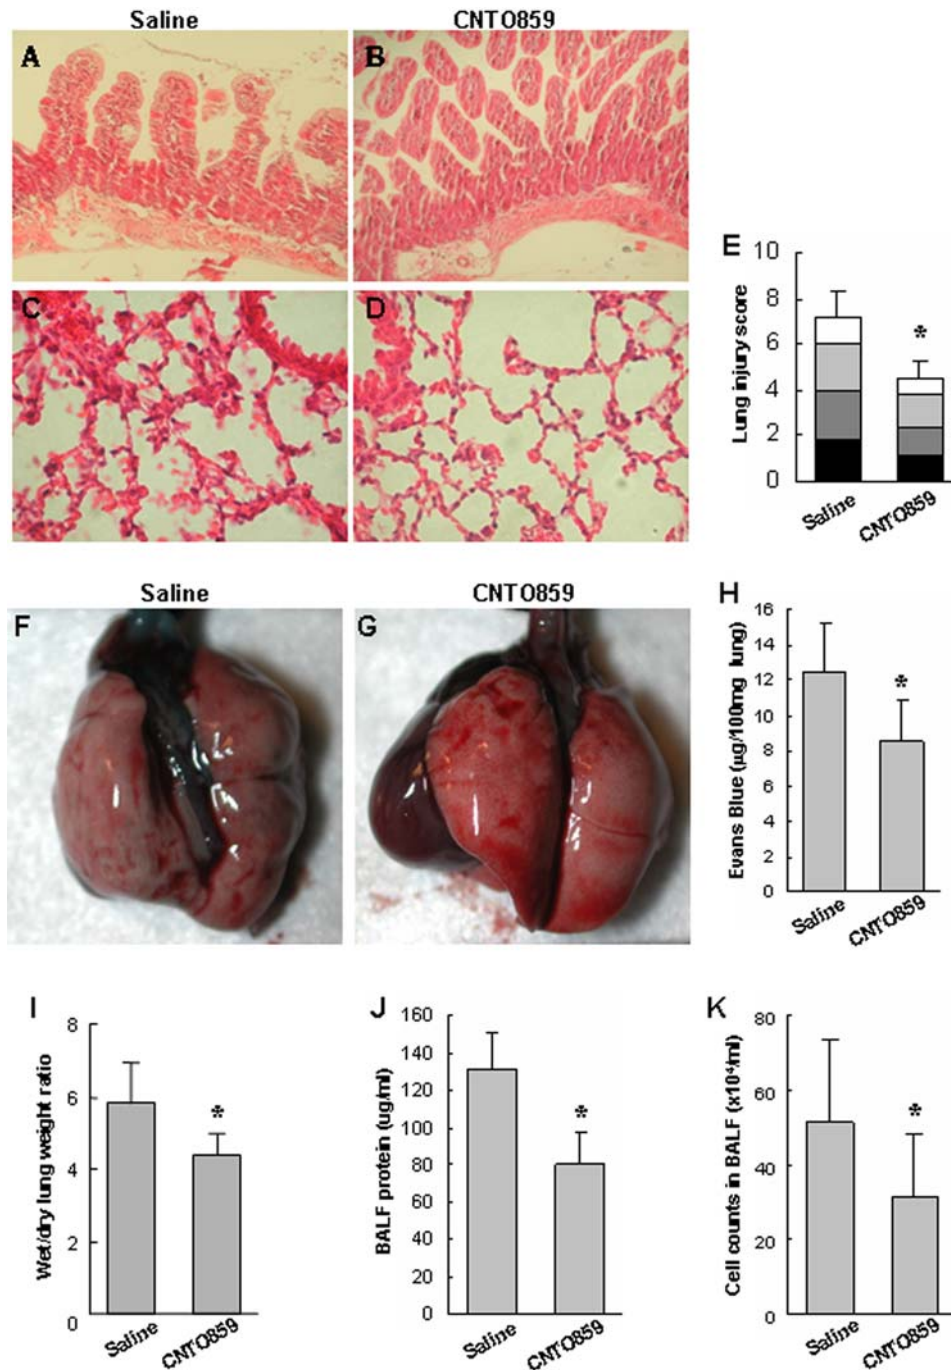 Saline CNTO859
A B
C D
E
Lung injury score
10
8
6
4
2
0
*
Saline CNTO859
Saline CNTO859
F G
H
Evans Blue (µg/100mg lung)
16
14
12
10
8
6
4
2
0
*
Saline CNTO859
I
Wet/dry lung weight ratio
8
6
4
2
0
*
Saline CNTO859
J
BALF protein (ug/ml)
160
140
120
100
80
60
40
20
0
*
Saline CNTO859
K
Cell counts in BALF (x10⁴/ml)
80
60
40
20
0
*
Saline CNTO859